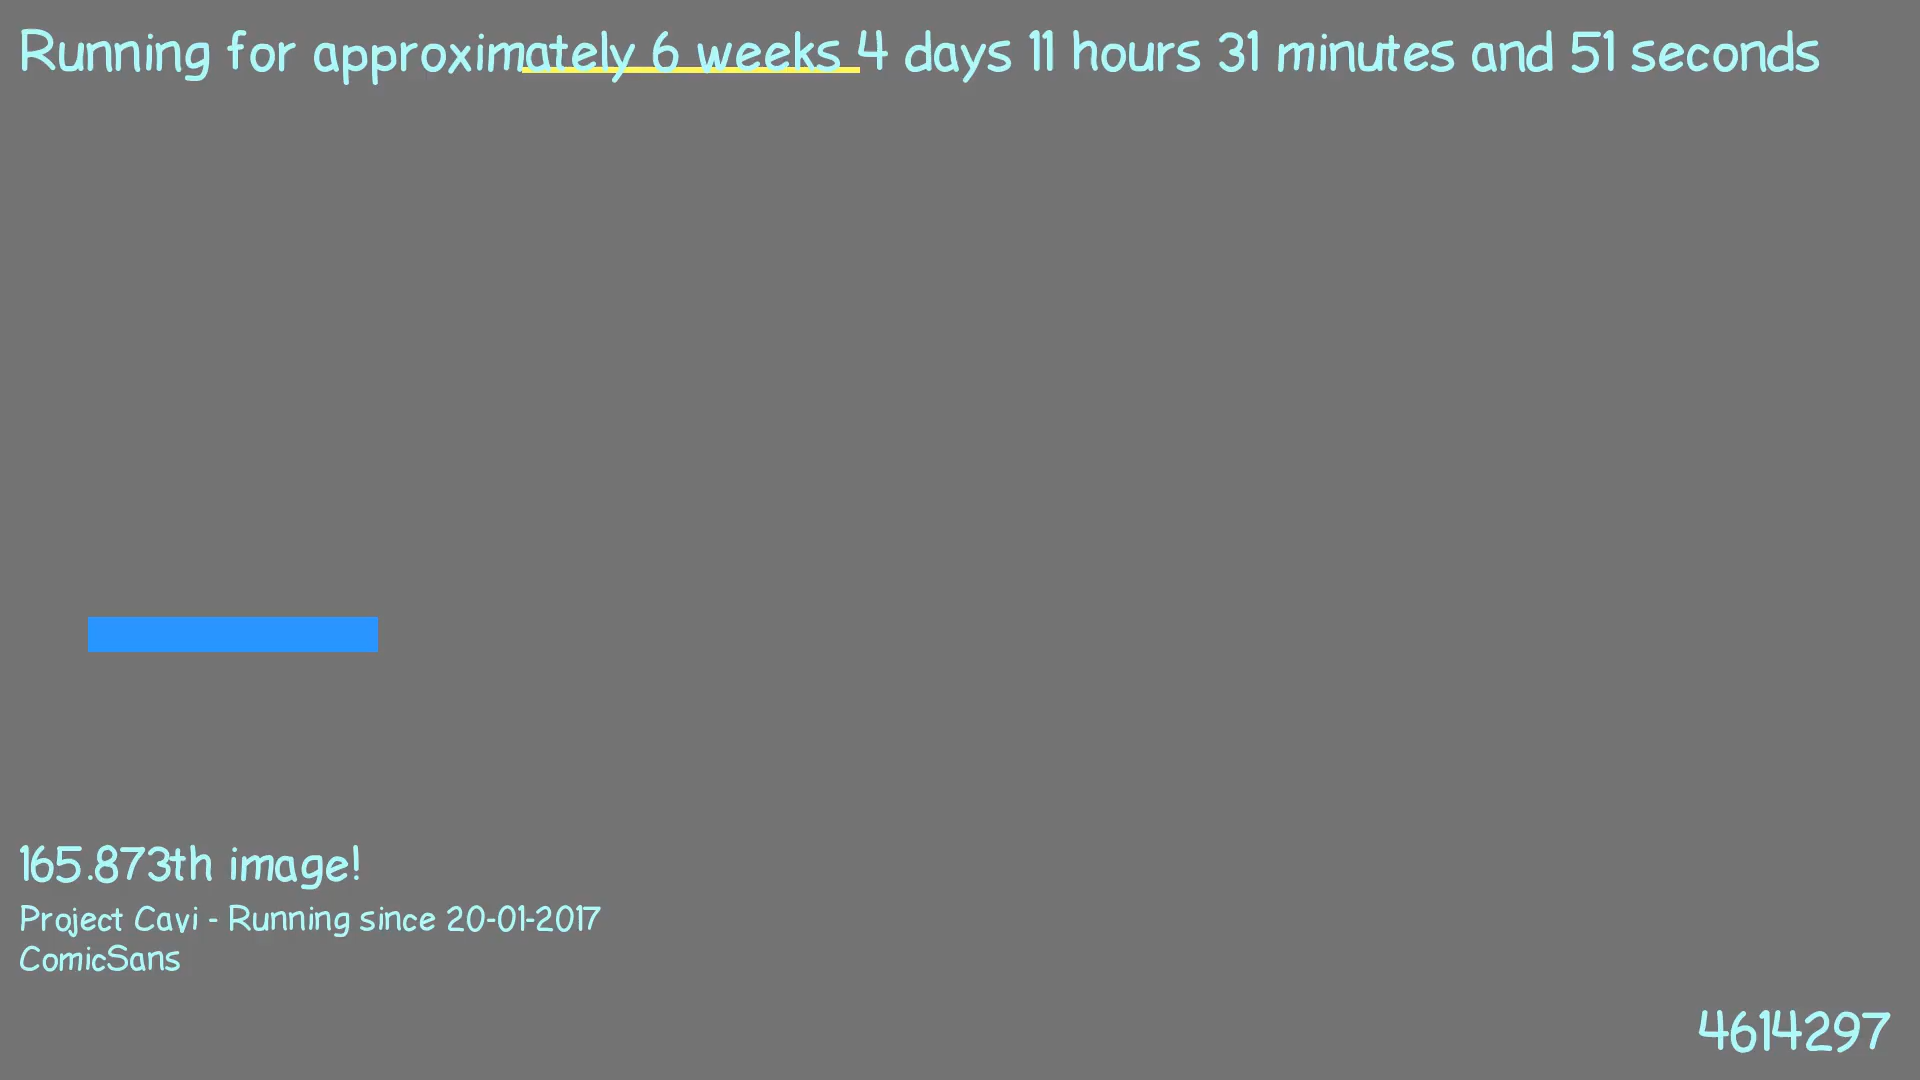 Running for approximately 6 weeks 4 days 11 hours 31 minutes and 51 seconds
165.873th image!
Project Cavi - Running since 20-01-2017
ComicSans
4614297